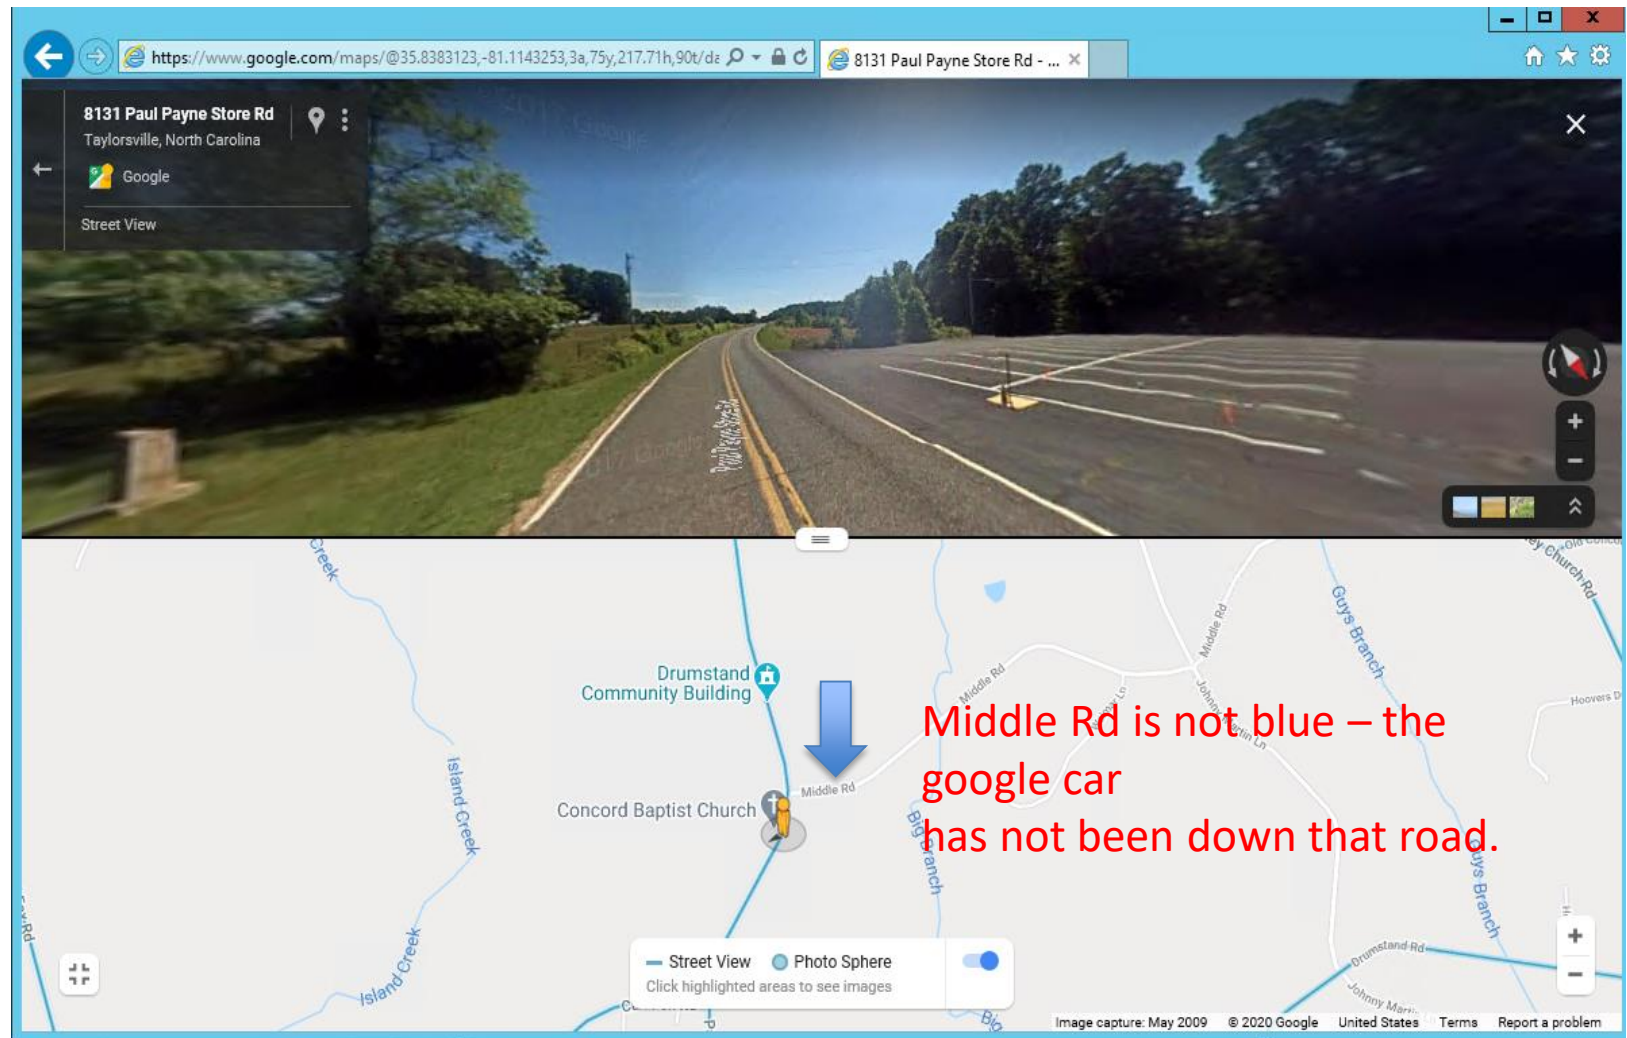 https://www.google.com/maps/@35.8383123,-81.1143253,3a,75y,217.71h,90t/da
8131 Paul Payne Store Rd - ...
8131 Paul Payne Store Rd
Taylorsville, North Carolina
Google
Street View
Creek
Old
Church Rd
Guys Branch
Middle Rd
Drumstand
Community Building
Middle Rd
Hoovers D
Middle Rd is not blue – the
google car
has not been down that road.
Island Creek
Middle Rd
Concord Baptist Church
Big Branch
Guys Branch
Island Creek
Drumstand Rd
Street View
Photo Sphere
Click highlighted areas to see images
Big
Image capture: May 2009
© 2020 Google
United States
Terms
Report a problem